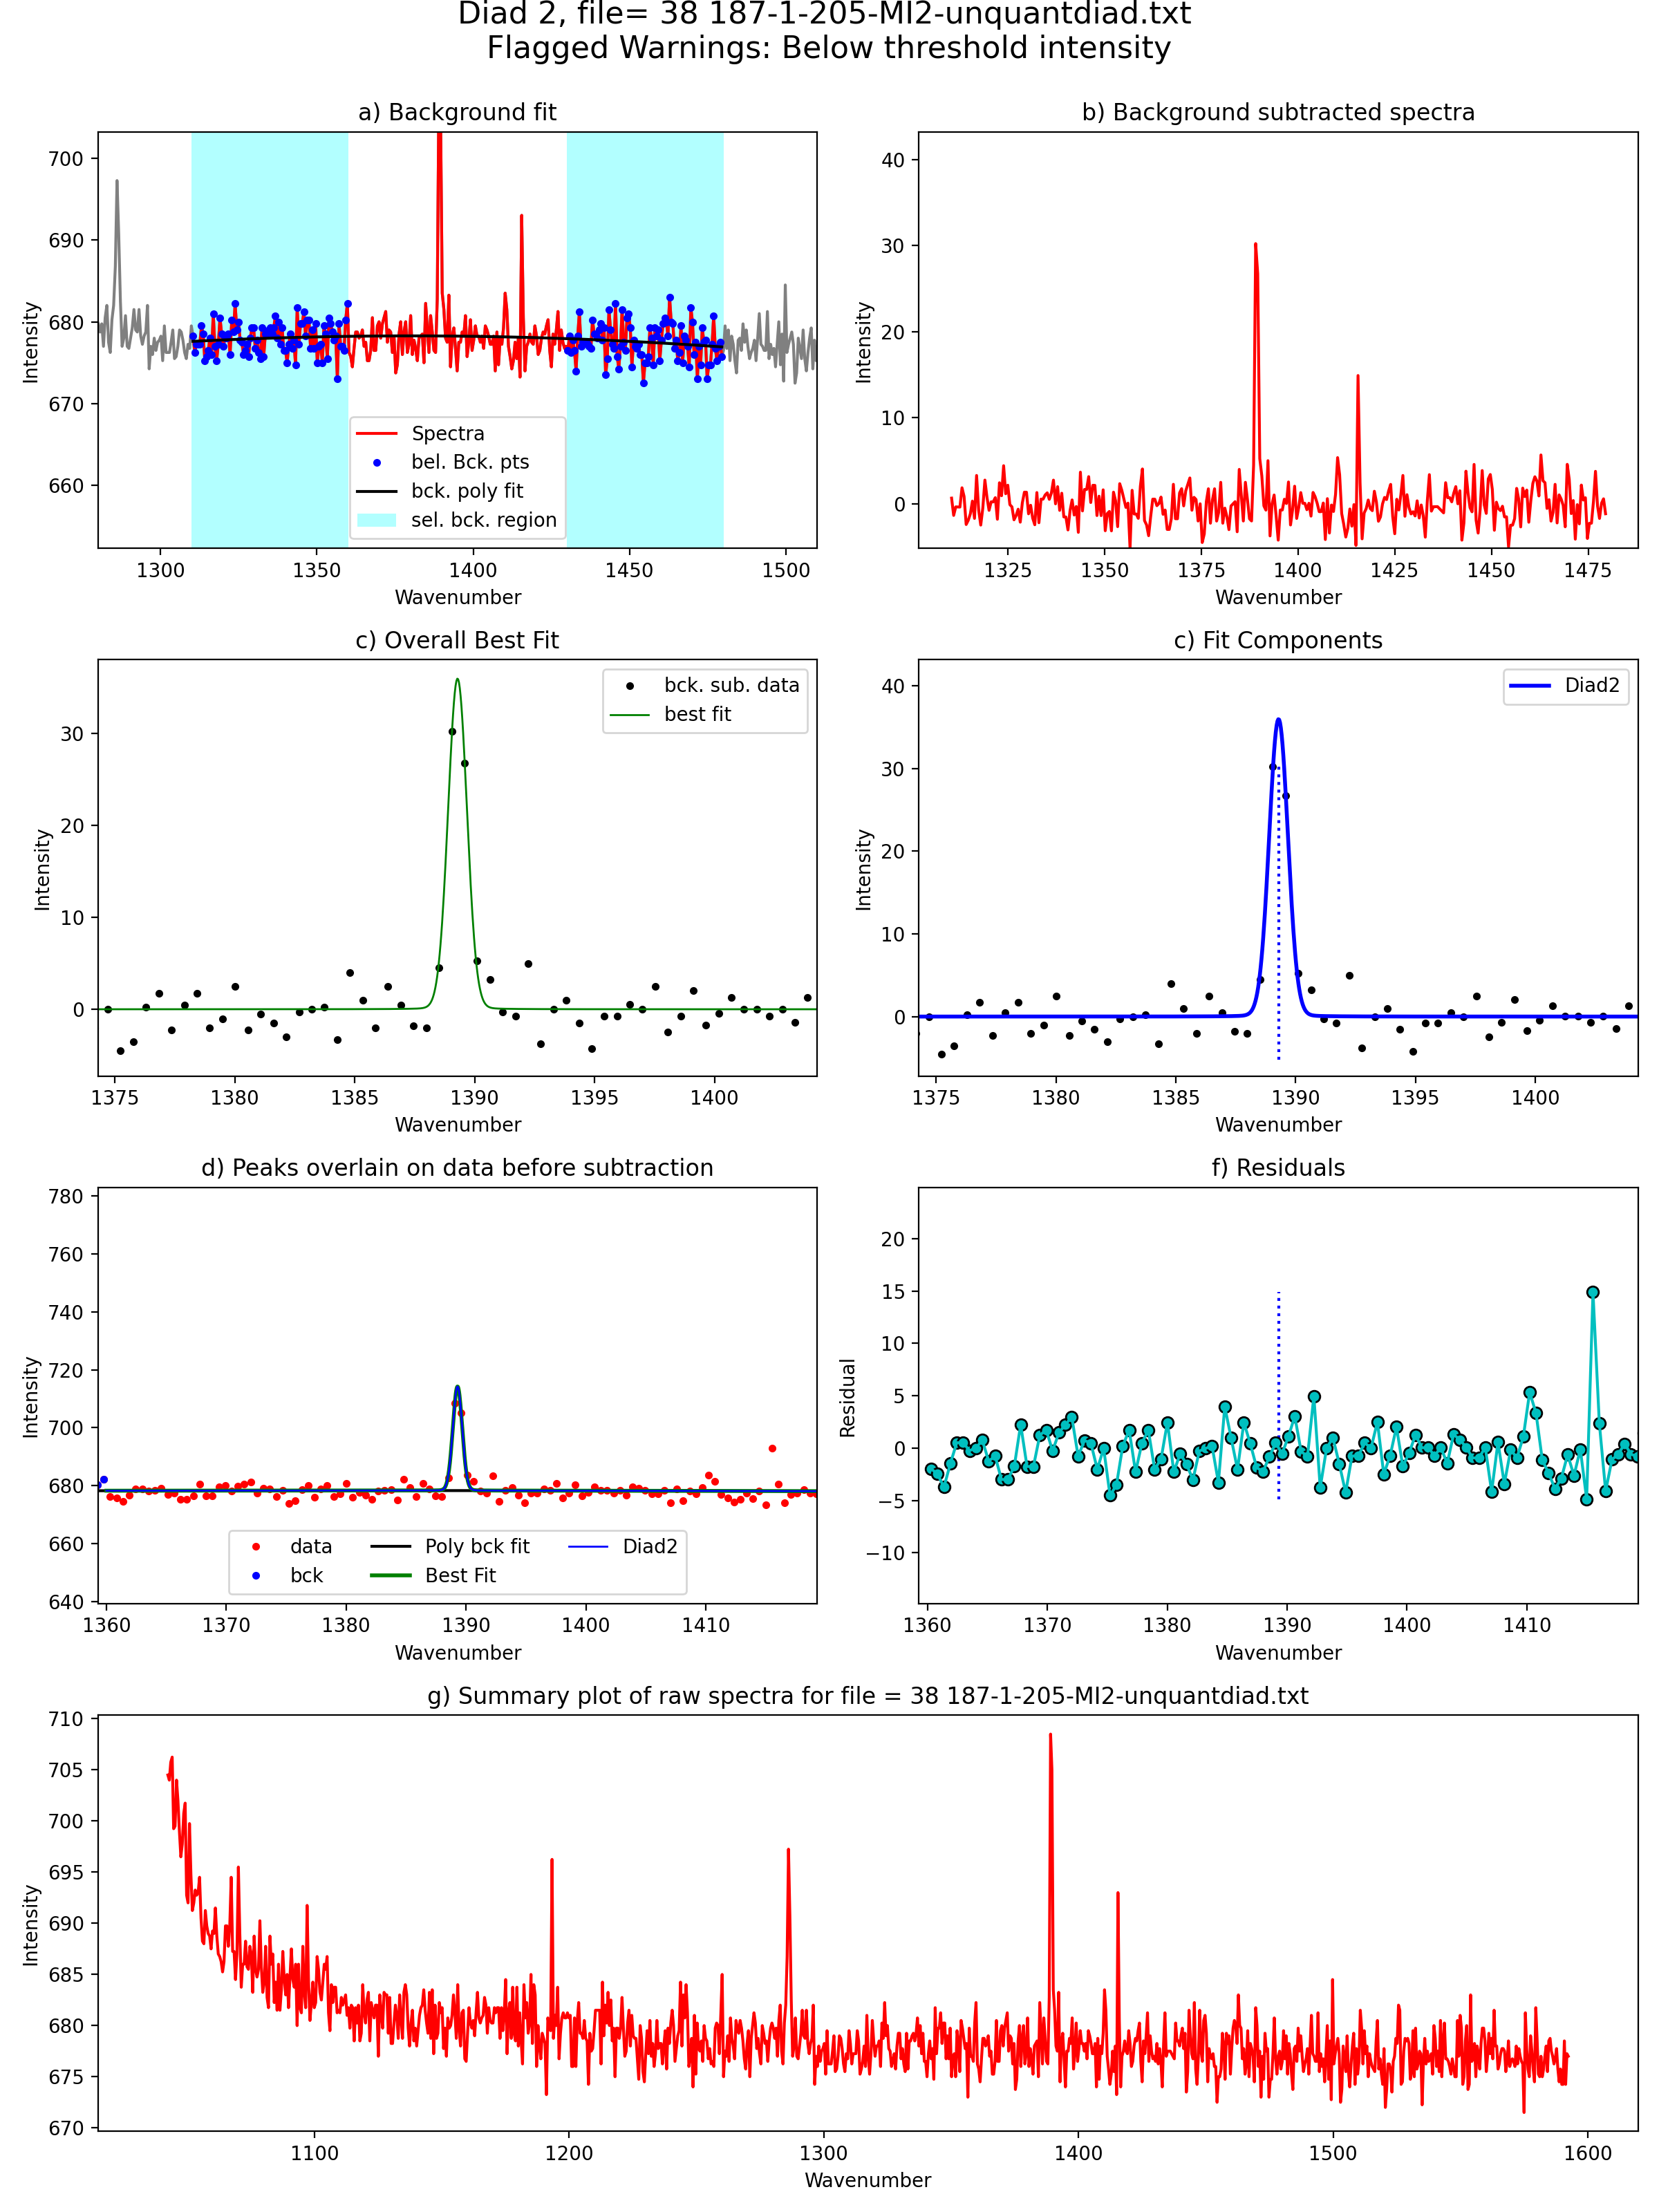 Diad 2, file= 38 187-1-205-MI2-unquantdiad.txt
Flagged Warnings: Below threshold intensity
a) Background fit
700
690
680
670
660
Intensity
Spectra
bel. Bck. pts
bck. poly fit
sel. bck. region
1300 1350 1400 1450 1500
Wavenumber
b) Background subtracted spectra
40
30
20
10
0
Intensity
1325 1350 1375 1400 1425 1450 1475
Wavenumber
c) Overall Best Fit
bck. sub. data
best fit
30
20
10
0
Intensity
1375 1380 1385 1390 1395 1400
Wavenumber
c) Fit Components
Diad2
40
30
20
10
0
Intensity
1375 1380 1385 1390 1395 1400
Wavenumber
d) Peaks overlain on data before subtraction
780
760
740
720
700
680
660
640
Intensity
data
bck
Poly bck fit
Best Fit
Diad2
1360 1370 1380 1390 1400 1410
Wavenumber
f) Residuals
20
15
10
5
0
−5
−10
Residual
1360 1370 1380 1390 1400 1410
Wavenumber
g) Summary plot of raw spectra for file = 38 187-1-205-MI2-unquantdiad.txt
710
705
700
695
690
685
680
675
670
Intensity
1100 1200 1300 1400 1500 1600
Wavenumber